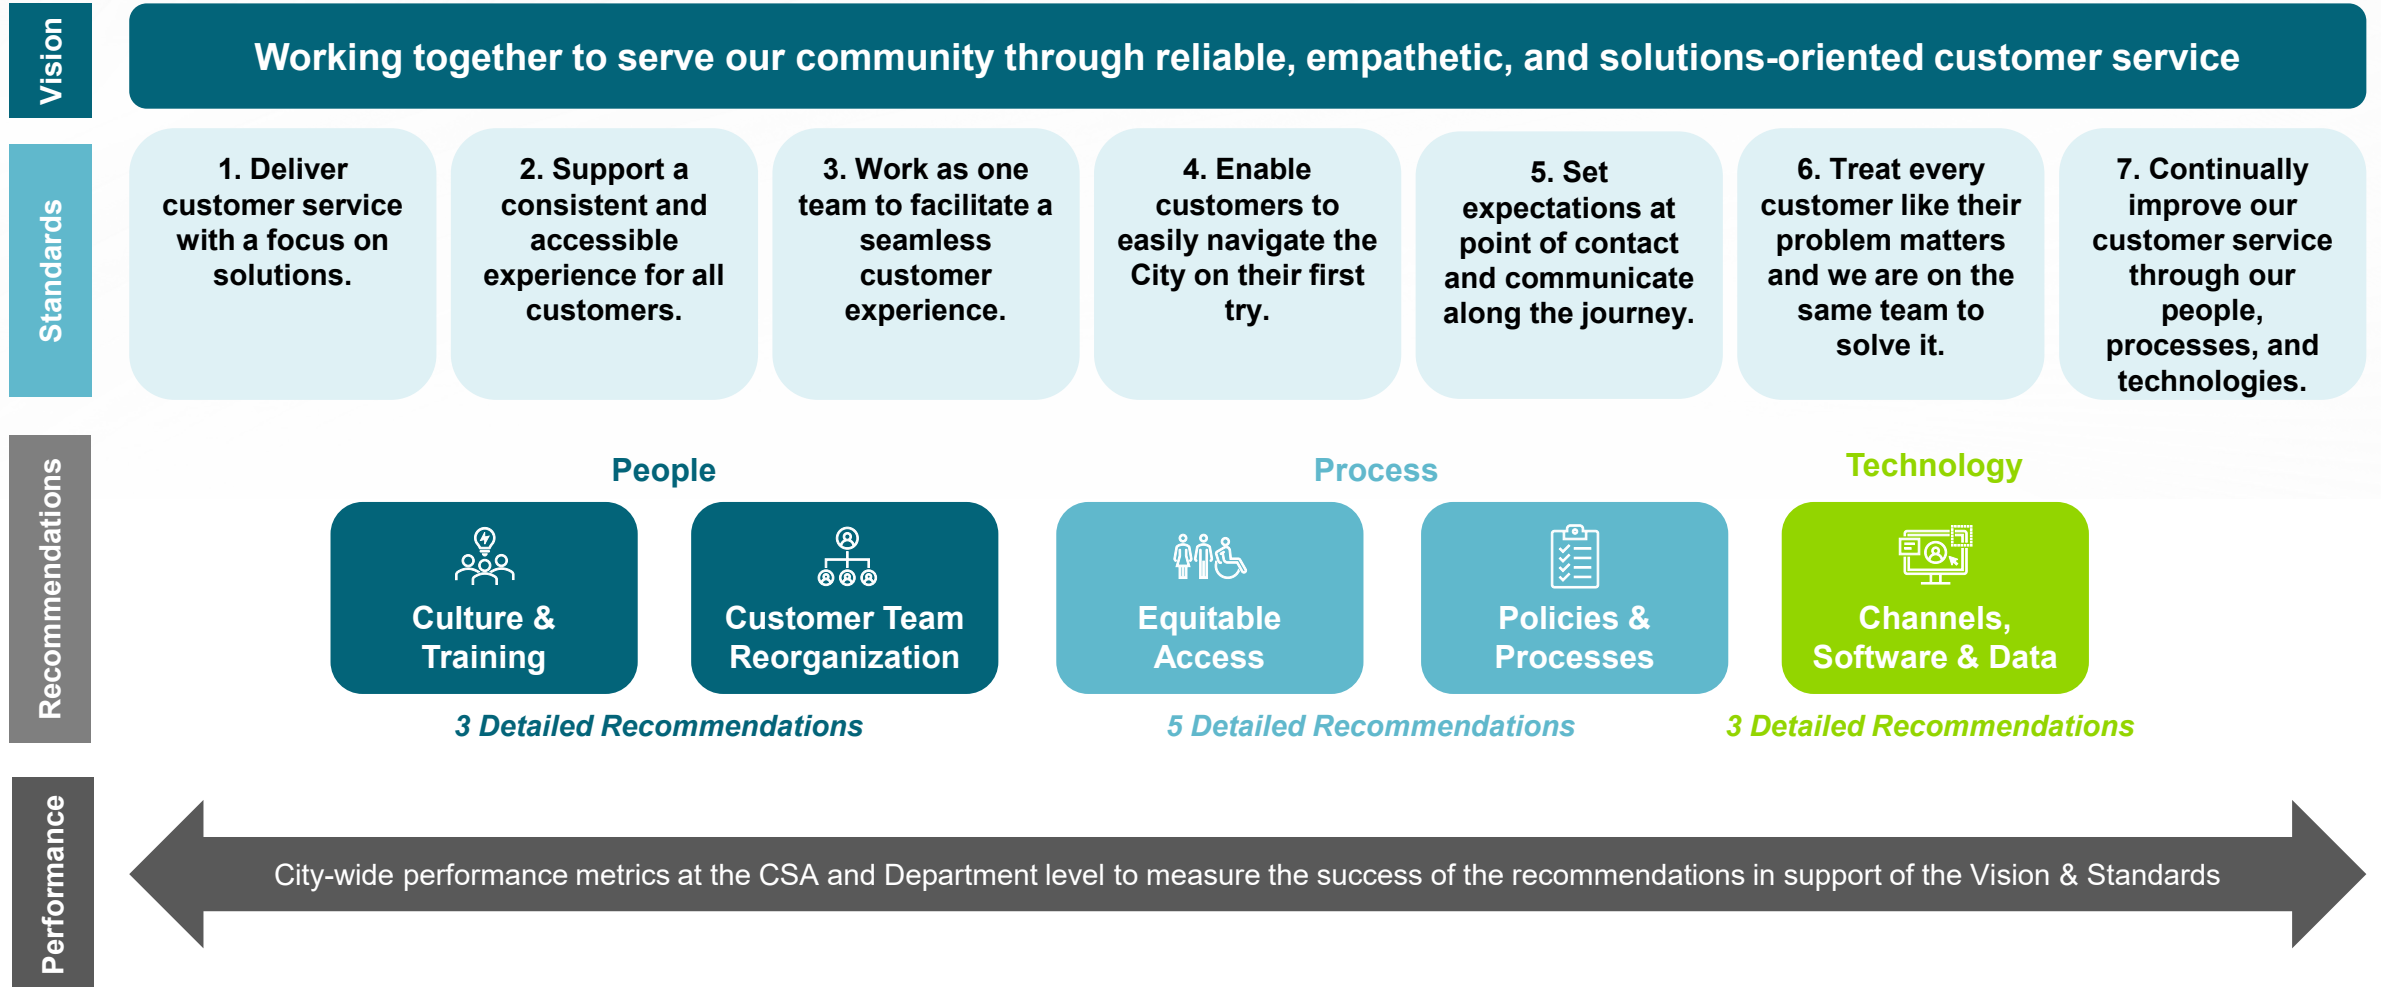 Vision
Working together to serve our community through reliable, empathetic, and solutions-oriented customer service
Standards
1. Deliver
customer service
with a focus on
solutions.
2. Support a
consistent and
accessible
experience for all
customers.
3. Work as one
team to facilitate a
seamless
customer
experience.
4. Enable
customers to
easily navigate the
City on their first
try.
5. Set
expectations at
point of contact
and communicate
along the journey.
6. Treat every
customer like their
problem matters
and we are on the
same team to
solve it.
7. Continually
improve our
customer service
through our
people,
processes, and
technologies.
Recommendations
People
Culture &
Training
Customer Team
Reorganization
3 Detailed Recommendations
Process
Equitable
Access
Policies &
Processes
5 Detailed Recommendations
Technology
Channels,
Software & Data
3 Detailed Recommendations
Performance
City-wide performance metrics at the CSA and Department level to measure the success of the recommendations in support of the Vision & Standards